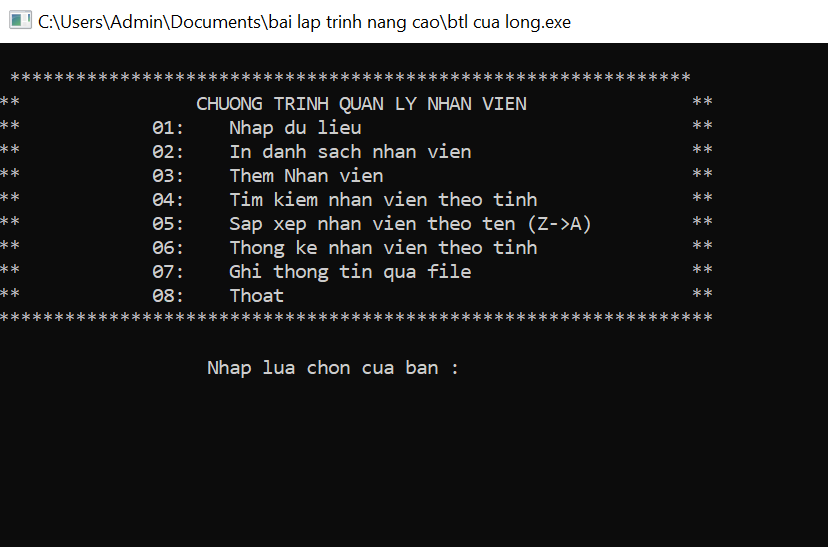 C:\Users\Admin\Documents\bai lap trinh nang cao\btl cua long.exe
**************************************************************
** CHUONG TRINH QUAN LY NHAN VIEN **
** 01: Nhap du lieu **
** 02: In danh sach nhan vien **
** 03: Them Nhan vien **
** 04: Tim kiem nhan vien theo tinh **
** 05: Sap xep nhan vien theo ten (Z->A) **
** 06: Thong ke nhan vien theo tinh **
** 07: Ghi thong tin qua file **
** 08: Thoat **
*****************************************************************
Nhap lua chon cua ban :